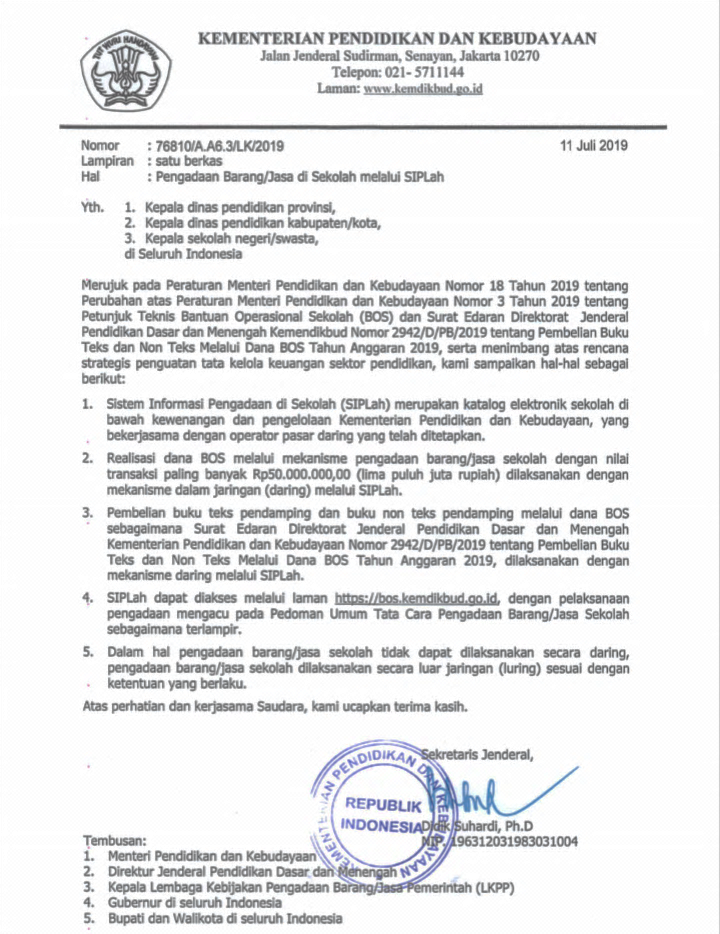 TUT WURI HANDAYANI
KEMENTERIAN PENDIDIKAN DAN KEBUDAYAAN
Jalan Jenderal Sudirman, Senayan, Jakarta 10270
Telepon: 021- 5711144
Laman: www.kemdikbud.go.id
Nomor : 76810/A.A6.3/LK/2019 11 Juli 2019
Lampiran : satu berkas
Hal : Pengadaan Barang/Jasa di Sekolah melalui SIPLah
Yth. 1. Kepala dinas pendidikan provinsi,
2. Kepala dinas pendidikan kabupaten/kota,
3. Kepala sekolah negeri/swasta,
di Seluruh Indonesia
Merujuk pada Peraturan Menteri Pendidikan dan Kebudayaan Nomor 18 Tahun 2019 tentang
Perubahan atas Peraturan Menteri Pendidikan dan Kebudayaan Nomor 3 Tahun 2019 tentang
Petunjuk Teknis Bantuan Operasional Sekolah (BOS) dan Surat Edaran Direktorat Jenderal
Pendidikan Dasar dan Menengah Kemendikbud Nomor 2942/D/PB/2019 tentang Pembelian Buku
Teks dan Non Teks Melalui Dana BOS Tahun Anggaran 2019, serta menimbang atas rencana
strategis penguatan tata kelola keuangan sektor pendidikan, kami sampaikan hal-hal sebagai
berikut:
1. Sistem Informasi Pengadaan di Sekolah (SIPLah) merupakan katalog elektronik sekolah di
bawah kewenangan dan pengelolaan Kementerian Pendidikan dan Kebudayaan, yang
bekerjasama dengan operator pasar daring yang telah ditetapkan.
2. Realisasi dana BOS melalui mekanisme pengadaan barang/jasa sekolah dengan nilai
transaksi paling banyak Rp50.000.000,00 (lima puluh juta rupiah) dilaksanakan dengan
mekanisme dalam jaringan (daring) melalui SIPLah.
3. Pembelian buku teks pendamping dan buku non teks pendamping melalui dana BOS
sebagaimana Surat Edaran Direktorat Jenderal Pendidikan Dasar dan Menengah
Kementerian Pendidikan dan Kebudayaan Nomor 2942/D/PB/2019 tentang Pembelian Buku
Teks dan Non Teks Melalui Dana BOS Tahun Anggaran 2019, dilaksanakan dengan
mekanisme daring melalui SIPLah.
4. SIPLah dapat diakses melalui laman https://bos.kemdikbud.go.id, dengan pelaksanaan
pengadaan mengacu pada Pedoman Umum Tata Cara Pengadaan Barang/Jasa Sekolah
sebagaimana terlampir.
5. Dalam hal pengadaan barang/jasa sekolah tidak dapat dilaksanakan secara daring,
pengadaan barang/jasa sekolah dilaksanakan secara luar jaringan (luring) sesuai dengan
ketentuan yang berlaku.
Atas perhatian dan kerjasama Saudara, kami ucapkan terima kasih.
Sekretaris Jenderal,
KEMENTERIAN PENDIDIKAN DAN KEBUDAYAAN
REPUBLIK
INDONESIA
Didik Suhardi, Ph.D
NIP. 196312031983031004
Tembusan:
1. Menteri Pendidikan dan Kebudayaan
2. Direktur Jenderal Pendidikan Dasar dan Menengah
3. Kepala Lembaga Kebijakan Pengadaan Barang/Jasa Pemerintah (LKPP)
4. Gubernur di seluruh Indonesia
5. Bupati dan Walikota di seluruh Indonesia